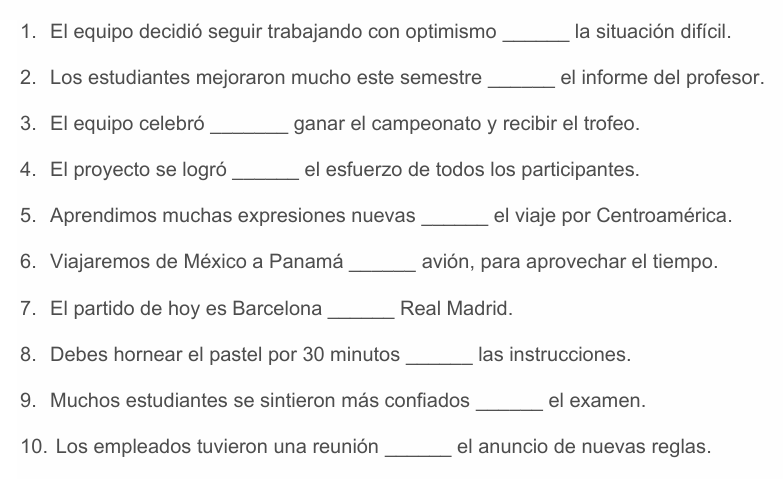 1. El equipo decidió seguir trabajando con optimismo ______ la situación difícil.
2. Los estudiantes mejoraron mucho este semestre ______ el informe del profesor.
3. El equipo celebró _______ ganar el campeonato y recibir el trofeo.
4. El proyecto se logró ______ el esfuerzo de todos los participantes.
5. Aprendimos muchas expresiones nuevas ______ el viaje por Centroamérica.
6. Viajaremos de México a Panamá ______ avión, para aprovechar el tiempo.
7. El partido de hoy es Barcelona ______ Real Madrid.
8. Debes hornear el pastel por 30 minutos ______ las instrucciones.
9. Muchos estudiantes se sintieron más confiados ______ el examen.
10. Los empleados tuvieron una reunión ______ el anuncio de nuevas reglas.